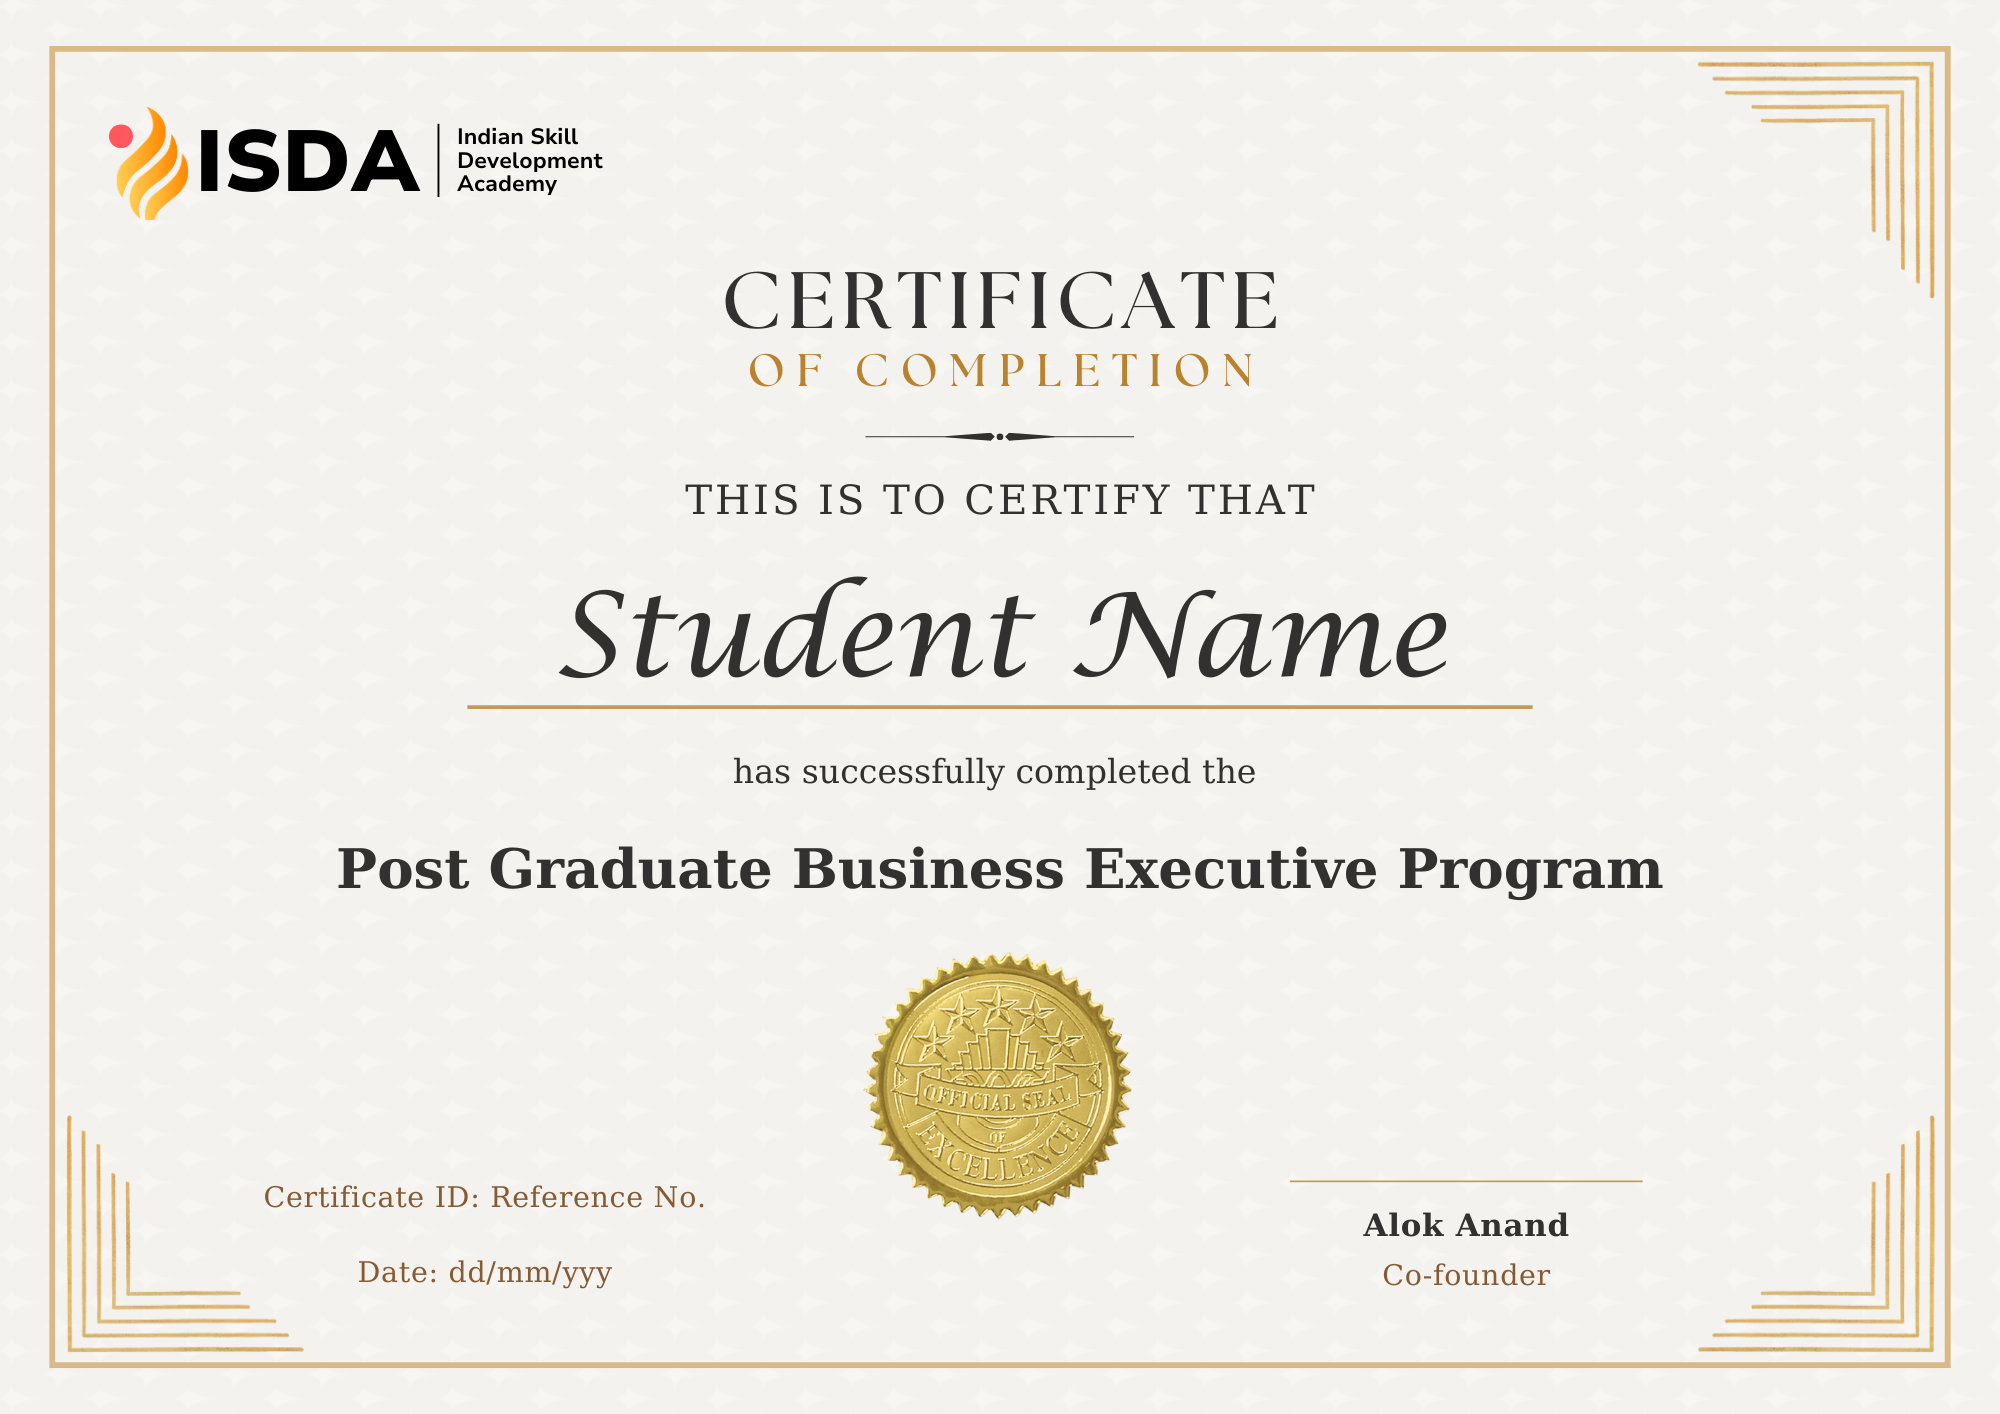 ISDA
Indian Skill
Development
Academy
CERTIFICATE
OF COMPLETION
THIS IS TO CERTIFY THAT
Student Name
has successfully completed the
Post Graduate Business Executive Program
OFFICIAL SEAL
OF
EXCELLENCE
Certificate ID: Reference No.
Date: dd/mm/yyy
Alok Anand
Co-founder